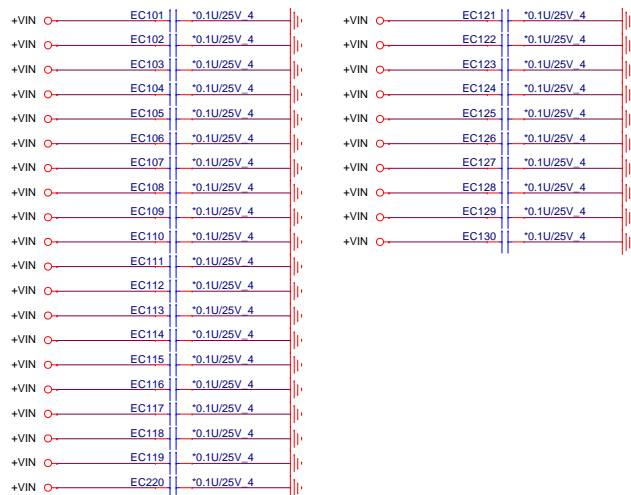 +VIN EC101 *0.1U/25V_4
+VIN EC102 *0.1U/25V_4
+VIN EC103 *0.1U/25V_4
+VIN EC104 *0.1U/25V_4
+VIN EC105 *0.1U/25V_4
+VIN EC106 *0.1U/25V_4
+VIN EC107 *0.1U/25V_4
+VIN EC108 *0.1U/25V_4
+VIN EC109 *0.1U/25V_4
+VIN EC110 *0.1U/25V_4
+VIN EC111 *0.1U/25V_4
+VIN EC112 *0.1U/25V_4
+VIN EC113 *0.1U/25V_4
+VIN EC114 *0.1U/25V_4
+VIN EC115 *0.1U/25V_4
+VIN EC116 *0.1U/25V_4
+VIN EC117 *0.1U/25V_4
+VIN EC118 *0.1U/25V_4
+VIN EC119 *0.1U/25V_4
+VIN EC220 *0.1U/25V_4
+VIN EC121 *0.1U/25V_4
+VIN EC122 *0.1U/25V_4
+VIN EC123 *0.1U/25V_4
+VIN EC124 *0.1U/25V_4
+VIN EC125 *0.1U/25V_4
+VIN EC126 *0.1U/25V_4
+VIN EC127 *0.1U/25V_4
+VIN EC128 *0.1U/25V_4
+VIN EC129 *0.1U/25V_4
+VIN EC130 *0.1U/25V_4